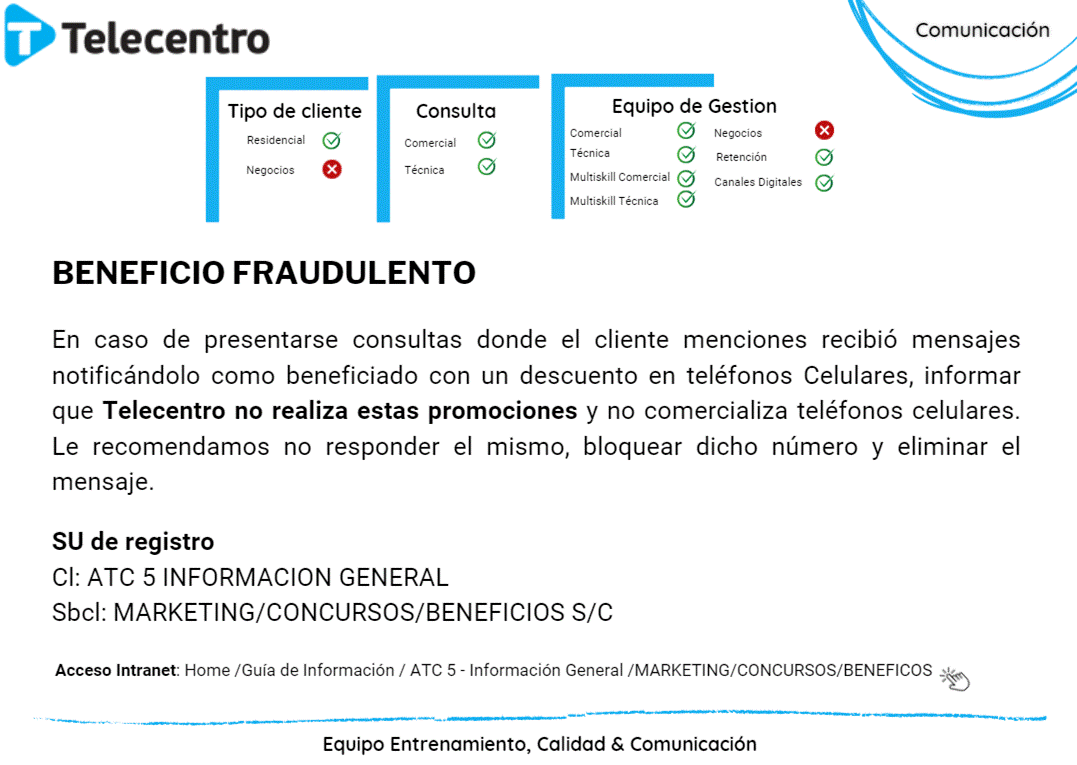 Telecentro
Comunicación
Tipo de cliente
Residencial
Negocios
Consulta
Comercial
Técnica
Equipo de Gestion
Comercial
Técnica
Multiskill Comercial
Multiskill Técnica
Negocios
Retención
Canales Digitales
BENEFICIO FRAUDULENTO
En caso de presentarse consultas donde el cliente menciones recibió mensajes
notificándolo como beneficiado con un descuento en teléfonos Celulares, informar
que Telecentro no realiza estas promociones y no comercializa teléfonos celulares.
Le recomendamos no responder el mismo, bloquear dicho número y eliminar el
mensaje.
SU de registro
Cl: ATC 5 INFORMACION GENERAL
Sbcl: MARKETING/CONCURSOS/BENEFICIOS S/C
Acceso Intranet: Home /Guía de Información / ATC 5 - Información General /MARKETING/CONCURSOS/BENEFICOS
Equipo Entrenamiento, Calidad & Comunicación